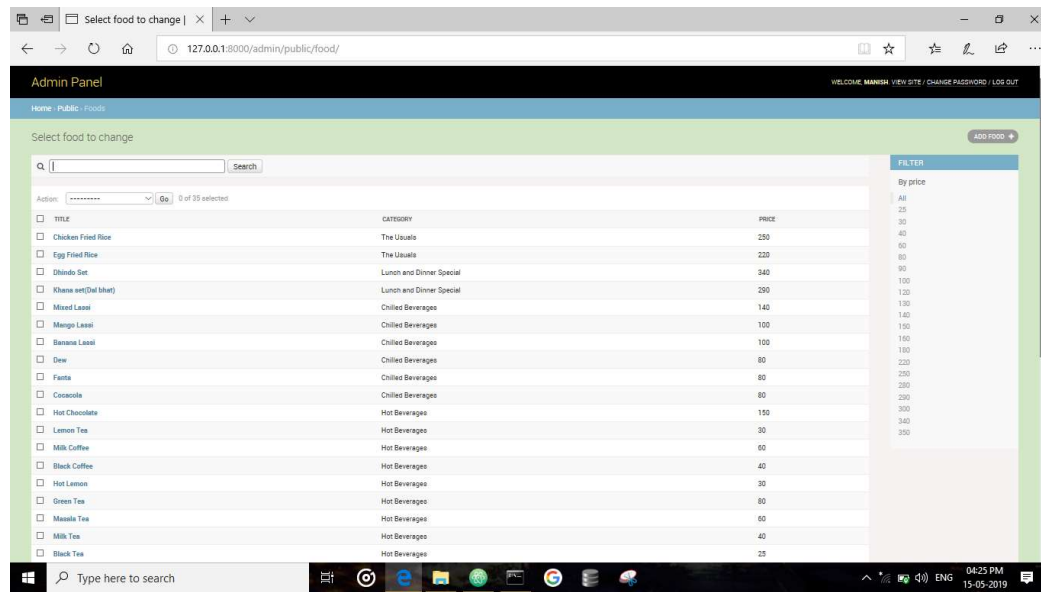 Select food to change |
127.0.0.1:8000/admin/public/food/
Admin Panel
WELCOME, MANISH. VIEW SITE / CHANGE PASSWORD / LOG OUT
Home › Public › Foods
Select food to change
ADD FOOD +
Search
Action: --------- Go 0 of 35 selected
TITLE CATEGORY PRICE
Chicken Fried Rice The Usuals 250
Egg Fried Rice The Usuals 220
Dhindo Set Lunch and Dinner Special 340
Khana set(Dal bhat) Lunch and Dinner Special 290
Mixed Lassi Chilled Beverages 140
Mango Lassi Chilled Beverages 100
Banana Lassi Chilled Beverages 100
Dew Chilled Beverages 80
Fanta Chilled Beverages 80
Cocacola Chilled Beverages 80
Hot Chocolate Hot Beverages 150
Lemon Tea Hot Beverages 30
Milk Coffee Hot Beverages 60
Black Coffee Hot Beverages 40
Hot Lemon Hot Beverages 30
Green Tea Hot Beverages 80
Masala Tea Hot Beverages 60
Milk Tea Hot Beverages 40
Black Tea Hot Beverages 25
FILTER
By price
All
25
30
40
60
80
90
100
120
130
140
150
160
180
220
250
280
290
300
340
350
Type here to search
ENG
04:25 PM
15-05-2019